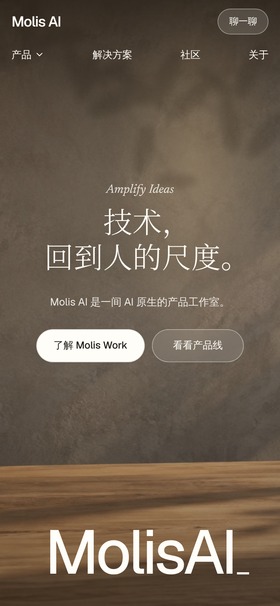 Molis AI
聊一聊
产品
解决方案
社区
关于
Amplify Ideas
技术，
回到人的尺度。
Molis AI 是一间 AI 原生的产品工作室。
了解 Molis Work
看看产品线
MolisAI_